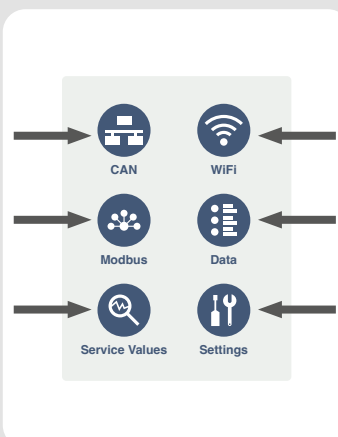 CAN
WiFi
Modbus
Data
Service Values
Settings